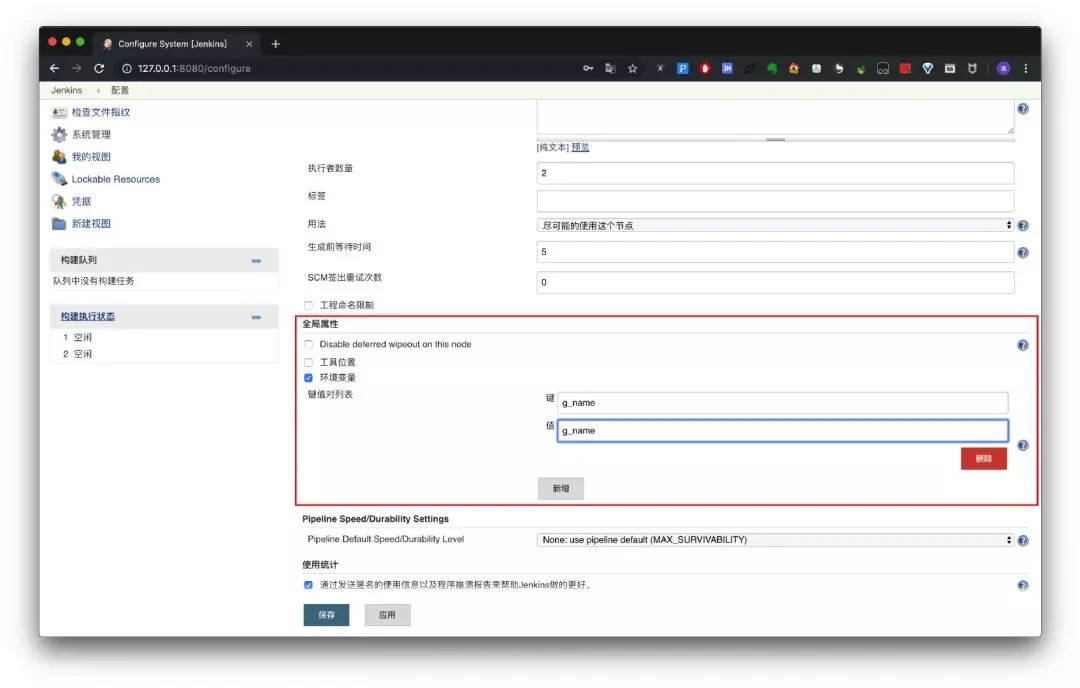 Configure System [Jenkins]
127.0.0.1:8080/configure
Jenkins
配置
检查文件指纹
系统管理
我的视图
Lockable Resources
凭据
新建视图
构建队列
队列中没有构建任务
构建执行状态
1 空闲
2 空闲
[纯文本] 预览
执行者数量
2
标签
用法
尽可能的使用这个节点
生成前等待时间
5
SCM签出重试次数
0
工程命名限制
全局属性
Disable deferred wipeout on this node
工具位置
环境变量
键值对列表
键
g_name
值
g_name
删除
新增
Pipeline Speed/Durability Settings
Pipeline Default Speed/Durability Level
None: use pipeline default (MAX_SURVIVABILITY)
使用统计
通过发送匿名的使用信息以及程序崩溃报告来帮助Jenkins做的更好。
保存
应用